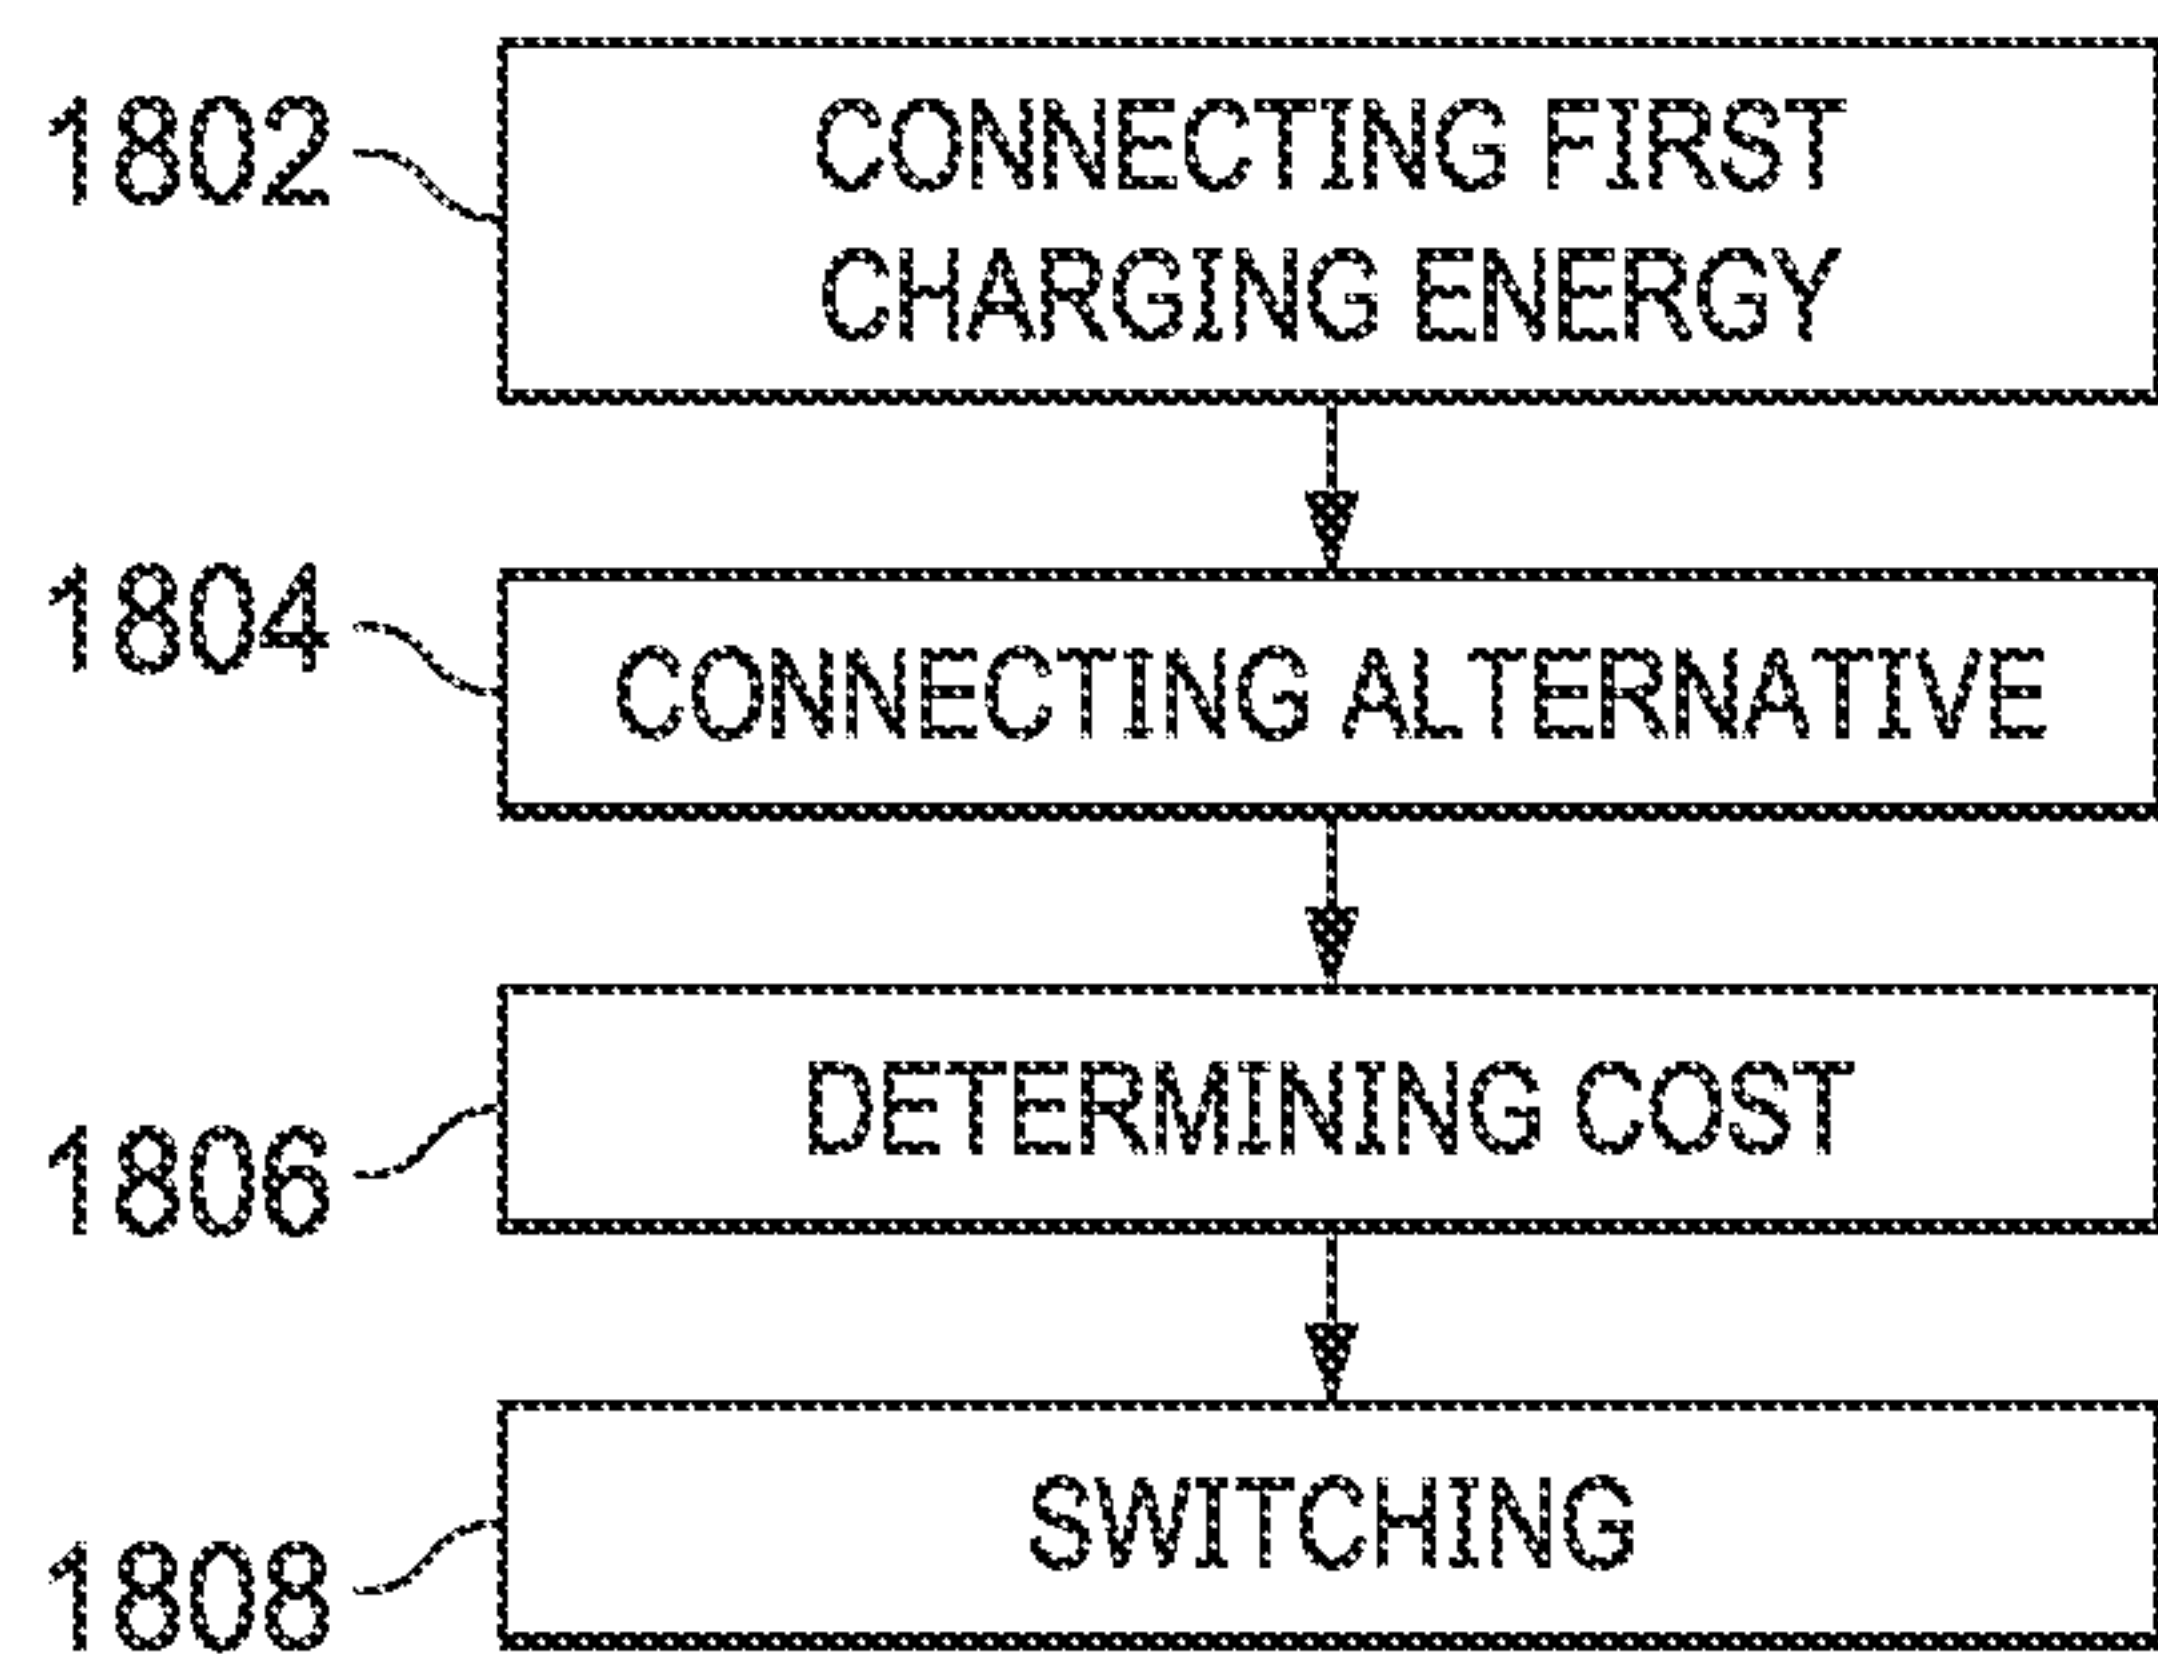 1802
CONNECTING FIRST
CHARGING ENERGY
1804
CONNECTING ALTERNATIVE
1806
DETERMINING COST
1808
SWITCHING